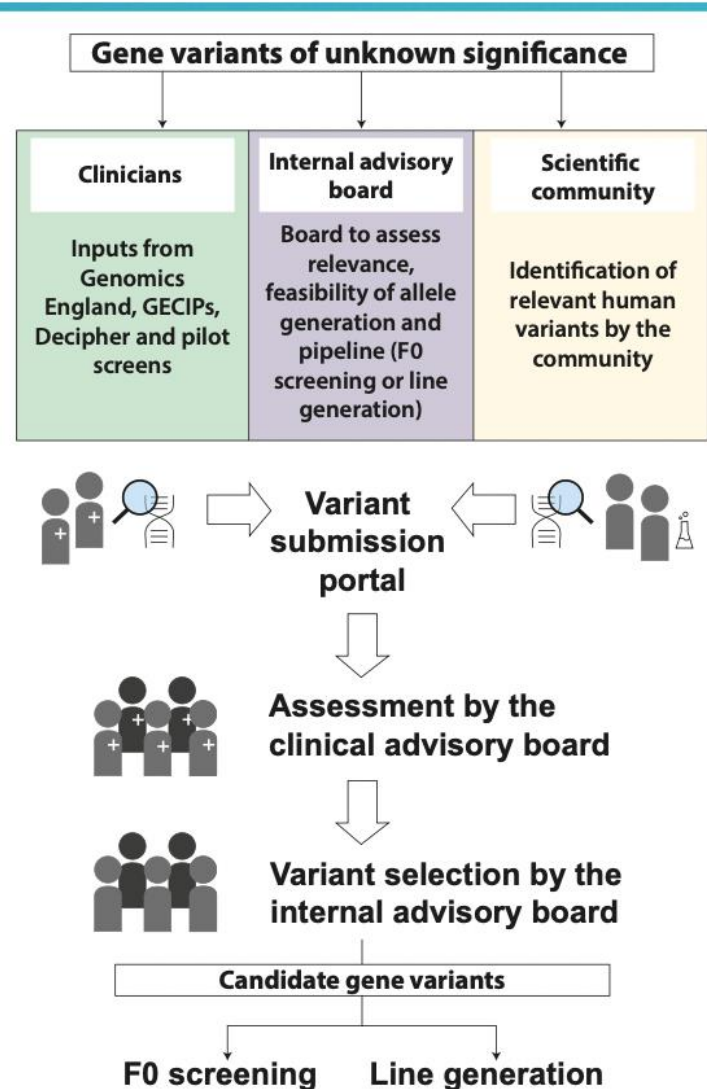 Gene variants of unknown significance
Clinicians
Inputs from
Genomics
England, GECIPs,
Decipher and pilot
screens
Internal advisory
board
Board to assess
relevance,
feasibility of allele
generation and
pipeline (F0
screening or line
generation)
Scientific
community
Identification of
relevant human
variants by the
community
Variant
submission
portal
Assessment by the
clinical advisory board
Variant selection by the
internal advisory board
Candidate gene variants
F0 screening
Line generation